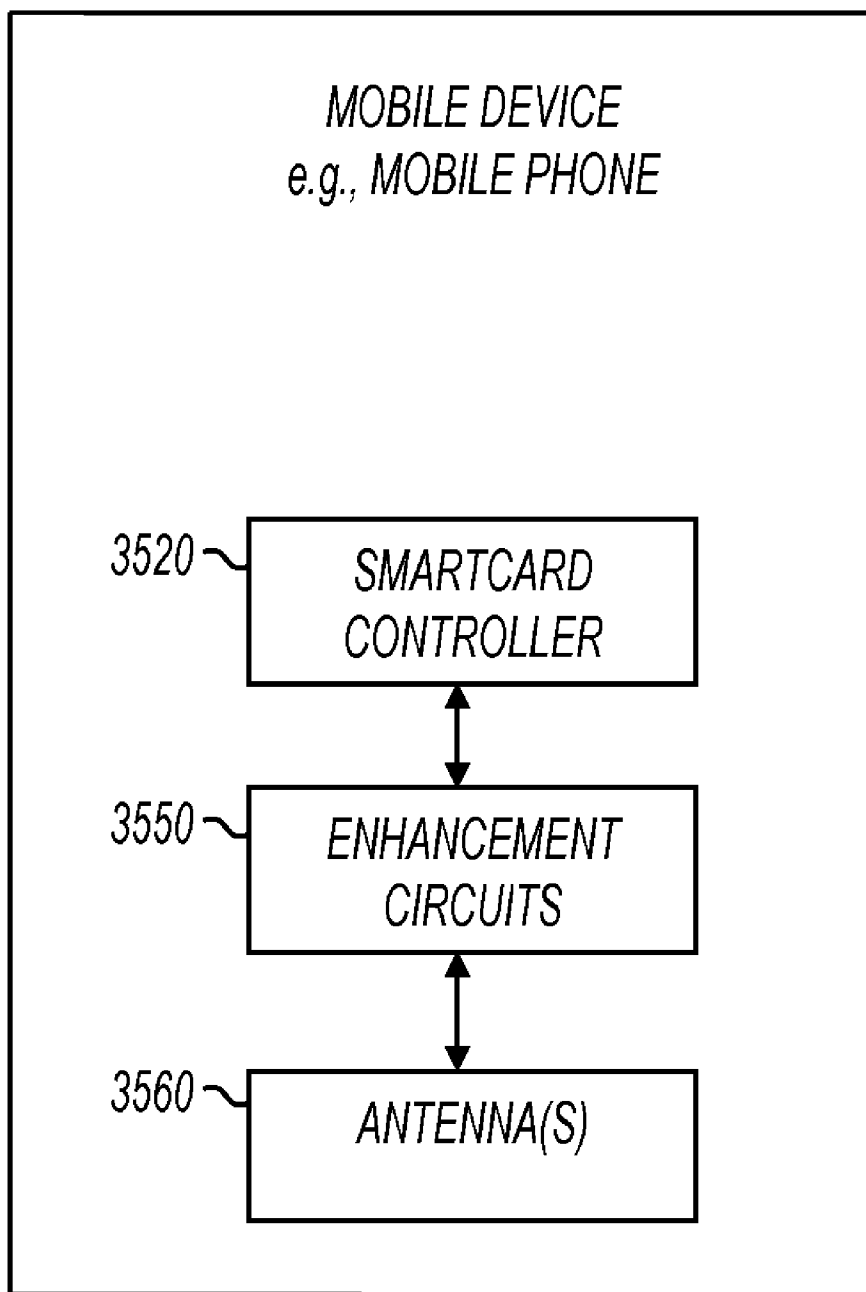 MOBILE DEVICE
e.g., MOBILE PHONE
3520
SMARTCARD
CONTROLLER
3550
ENHANCEMENT
CIRCUITS
3560
ANTENNA(S)